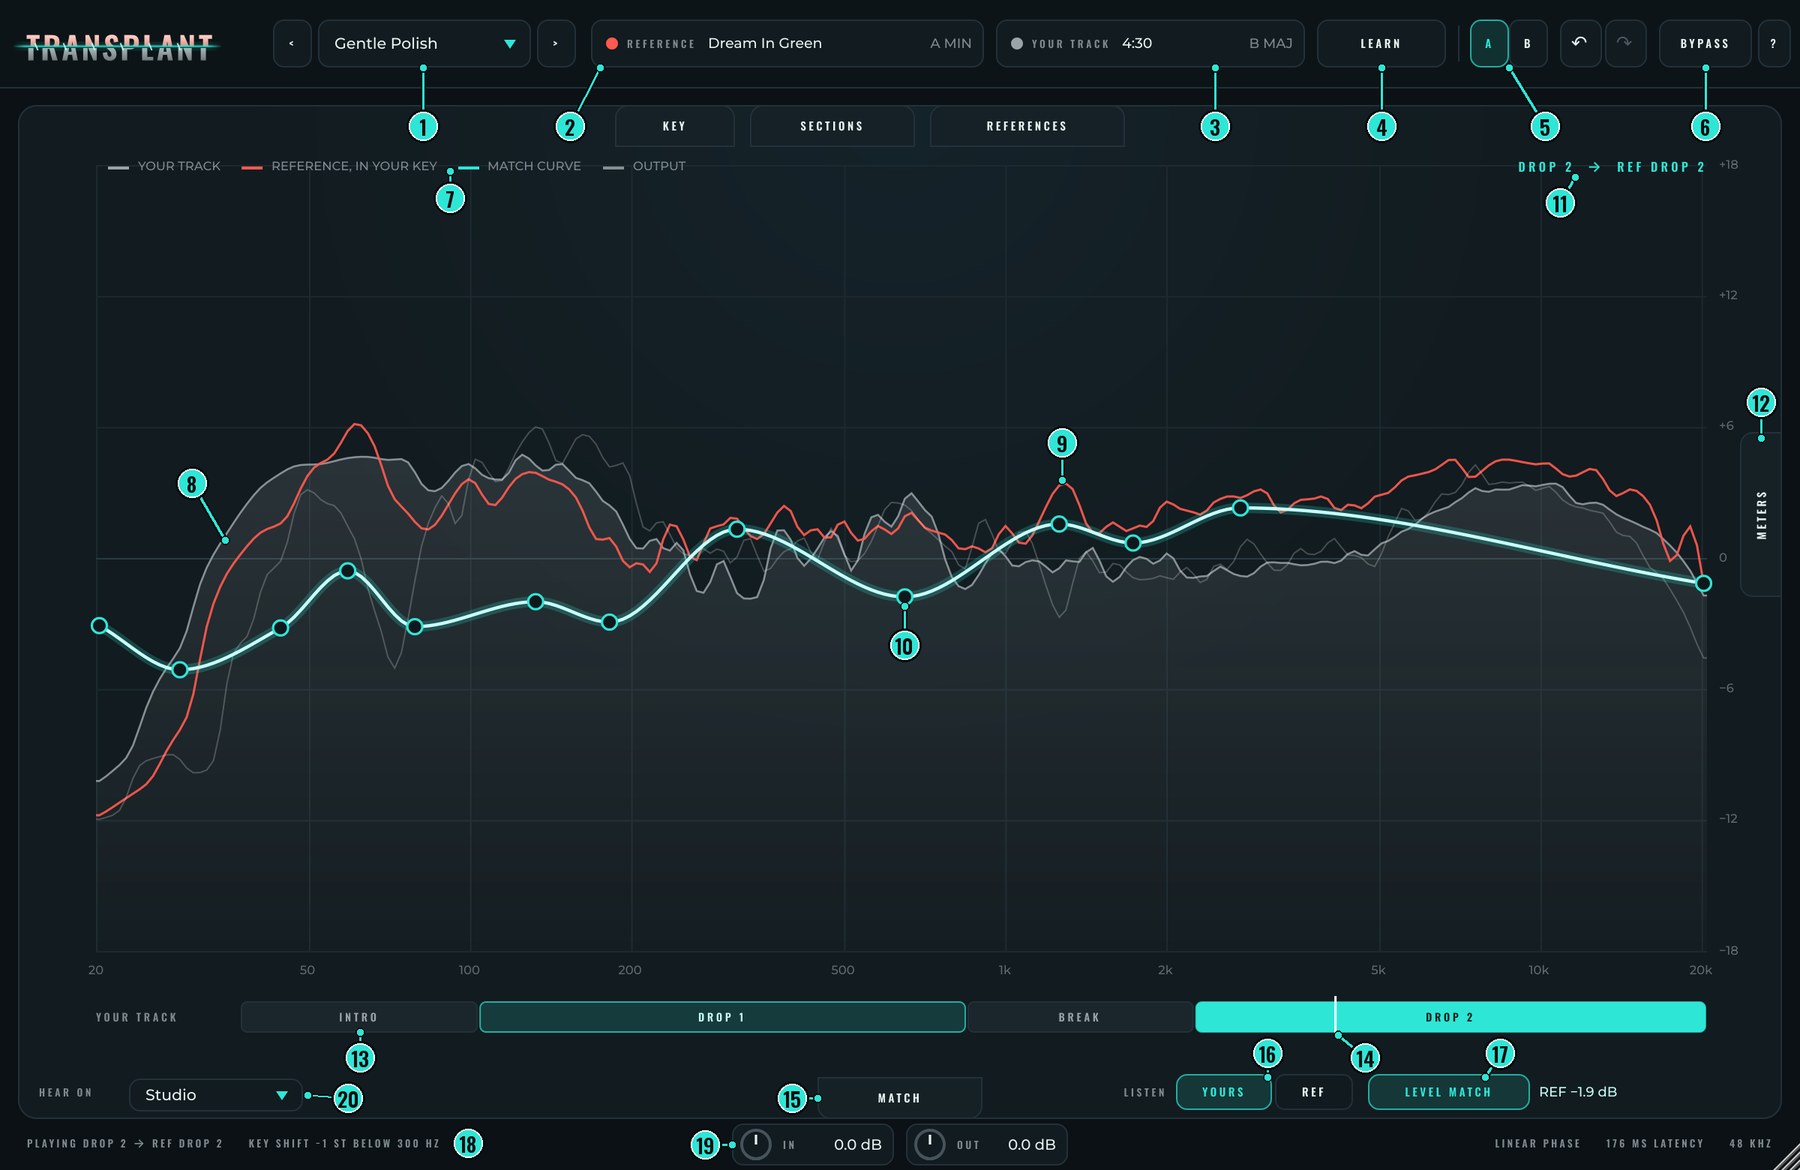 TRANSPLANT
< Gentle Polish > REFERENCE Dream In Green A MIN YOUR TRACK 4:30 B MAJ LEARN A B BYPASS ?
1 2 3 4 5 6
KEY SECTIONS REFERENCES
YOUR TRACK REFERENCE, IN YOUR KEY MATCH CURVE OUTPUT DROP 2 → REF DROP 2 +18
7 11
+12
12
+6
9
8
METERS
0
10
−6
−12
−18
20 50 100 200 500 1k 2k 5k 10k 20k
YOUR TRACK INTRO DROP 1 BREAK DROP 2
13 16 14 17
HEAR ON Studio 20 15 MATCH LISTEN YOURS REF LEVEL MATCH REF −1.9 dB
PLAYING DROP 2 → REF DROP 2 KEY SHIFT -1 ST BELOW 300 HZ 18 19 IN 0.0 dB OUT 0.0 dB LINEAR PHASE 176 MS LATENCY 48 KHZ